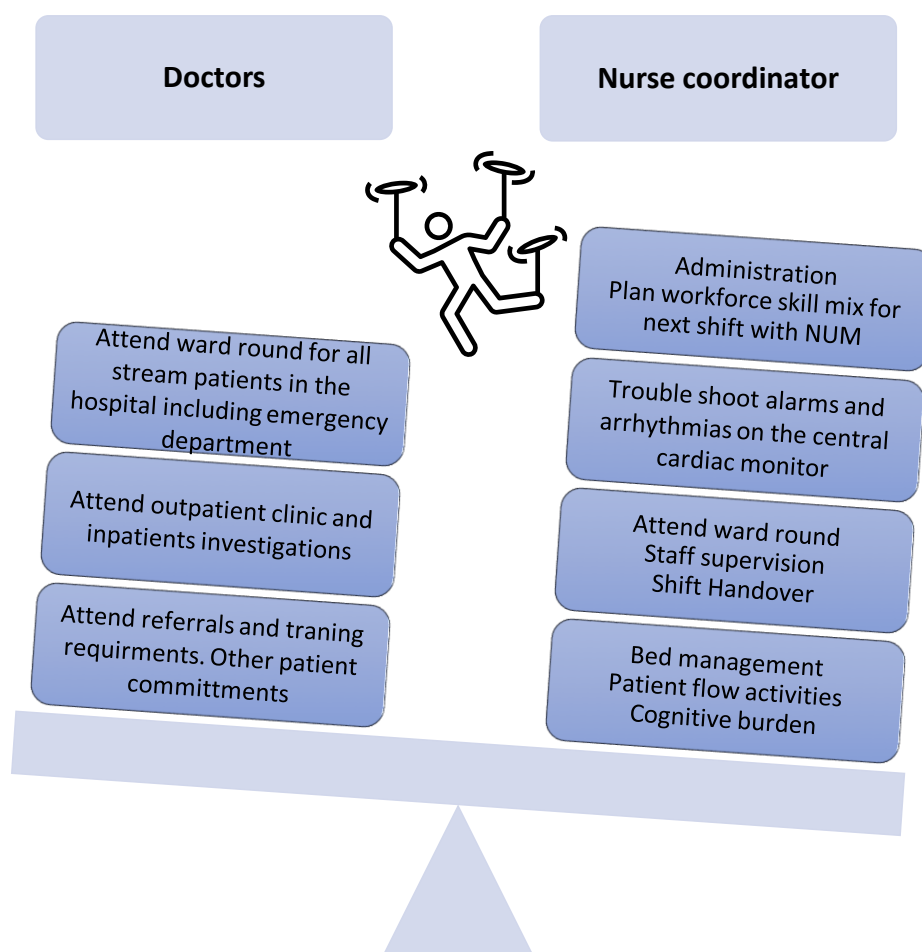 Doctors
Nurse coordinator
Attend ward round for all
stream patients in the
hospital including emergency
department
Attend outpatient clinic and
inpatients investigations
Attend referrals and traning
requirments. Other patient
committments
Administration
Plan workforce skill mix for
next shift with NUM
Trouble shoot alarms and
arrhythmias on the central
cardiac monitor
Attend ward round
Staff supervision
Shift Handover
Bed management
Patient flow activities
Cognitive burden